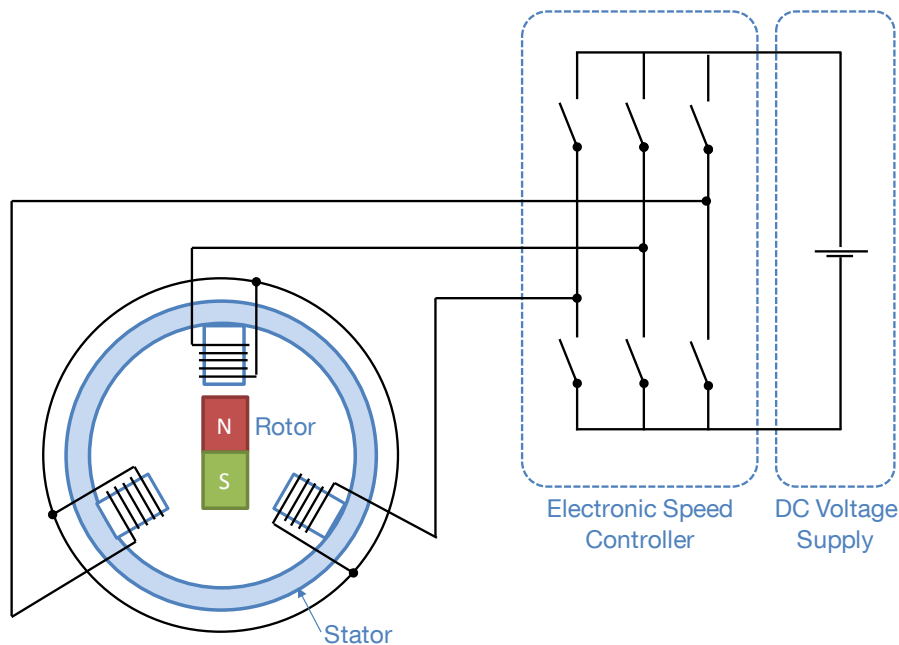 N
Rotor
S
Electronic Speed
Controller
DC Voltage
Supply
Stator